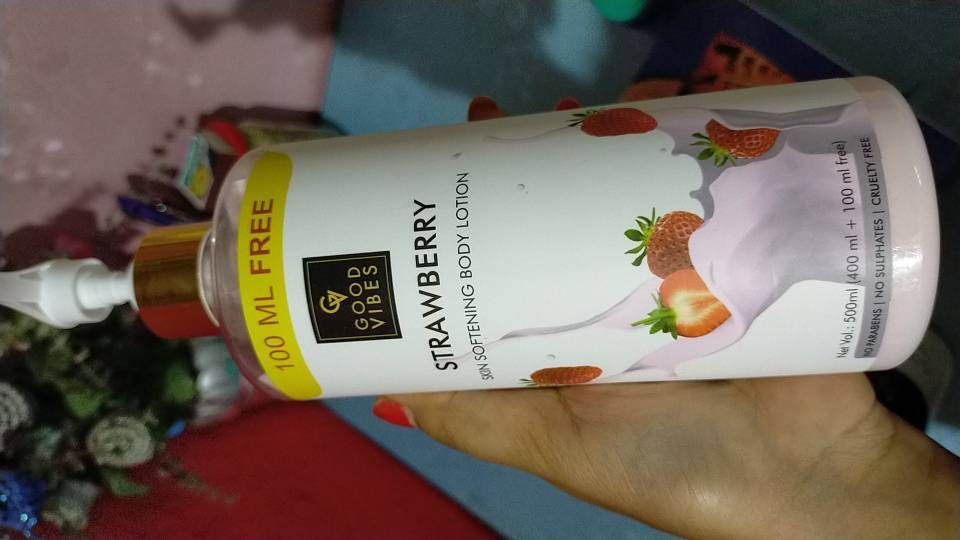 100 ML FREE
GV
GOOD
VIBES
STRAWBERRY
SKIN SOFTENING BODY LOTION
Net Vol.: 500ml (400 ml + 100 ml free)
NO PARABENS | NO SULPHATES | CRUELTY FREE